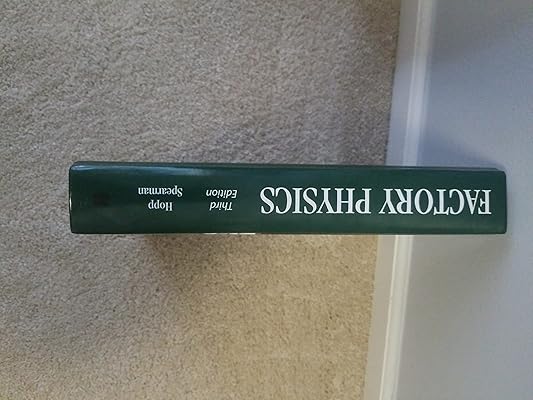 FACTORY PHYSICS
Third
Edition
Hopp
Spearman